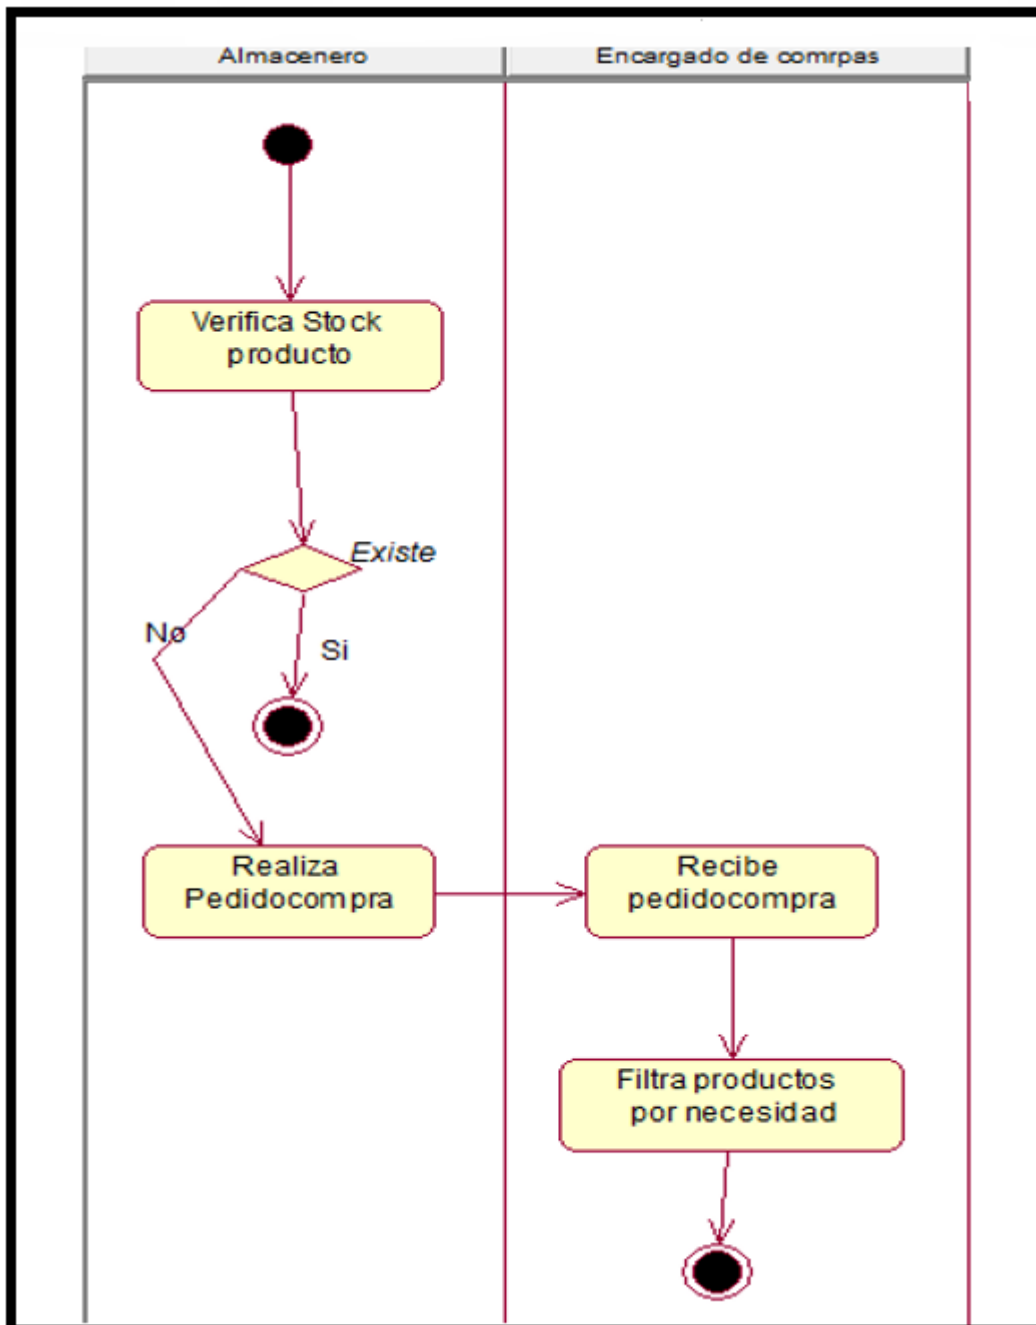 Almacenero
Encargado de comrpas
Verifica Stock
producto
Existe
No
Si
Realiza
Pedidocompra
Recibe
pedidocompra
Filtra productos
por necesidad